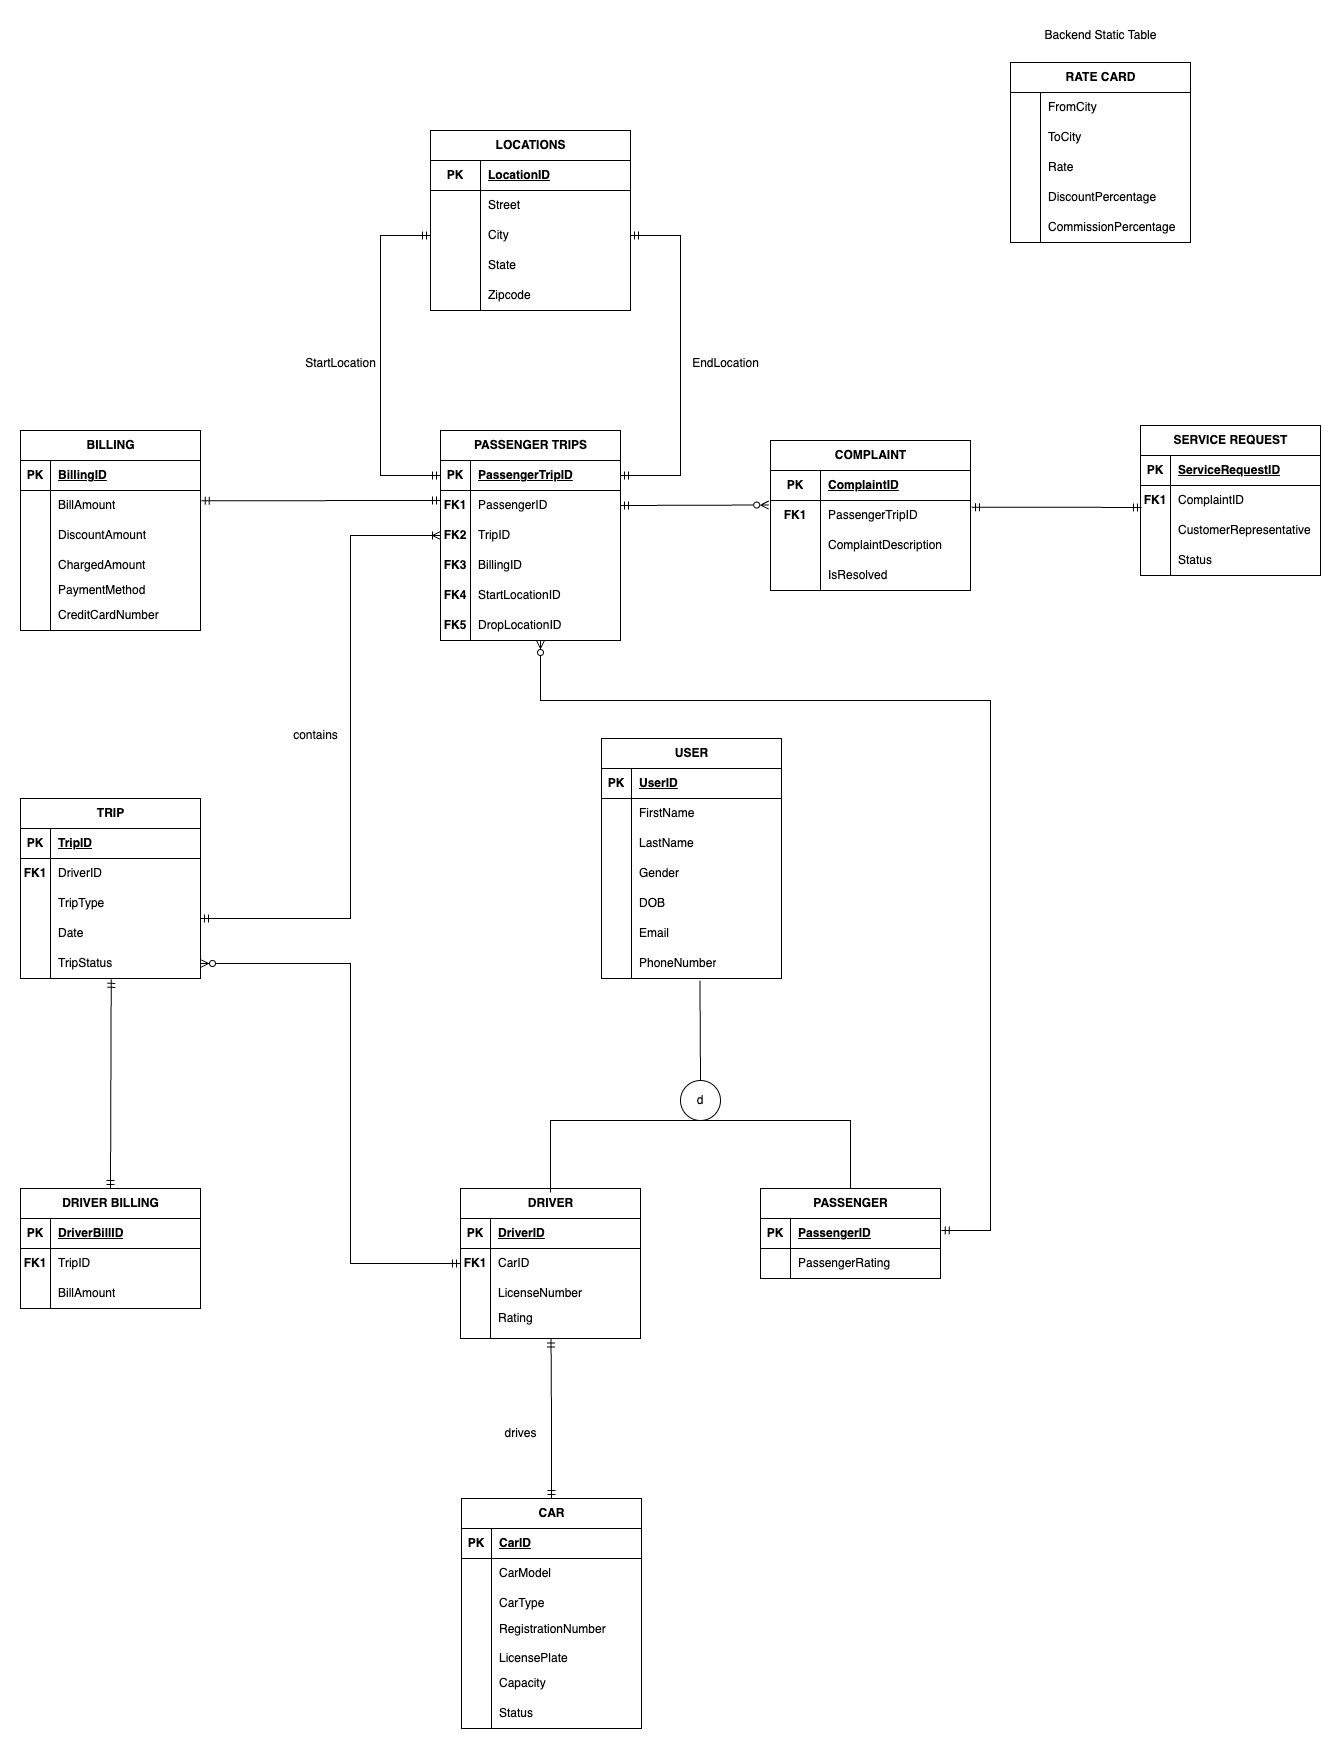 Backend Static Table
RATE CARD
FromCity
ToCity
Rate
DiscountPercentage
CommissionPercentage
LOCATIONS
PK LocationID
Street
City
State
Zipcode
StartLocation
EndLocation
BILLING
PK BillingID
BillAmount
DiscountAmount
ChargedAmount
PaymentMethod
CreditCardNumber
PASSENGER TRIPS
PK PassengerTripID
FK1 PassengerID
FK2 TripID
FK3 BillingID
FK4 StartLocationID
FK5 DropLocationID
COMPLAINT
PK ComplaintID
FK1 PassengerTripID
ComplaintDescription
IsResolved
SERVICE REQUEST
PK ServiceRequestID
FK1 ComplaintID
CustomerRepresentative
Status
contains
USER
PK UserID
FirstName
LastName
Gender
DOB
Email
PhoneNumber
TRIP
PK TripID
FK1 DriverID
TripType
Date
TripStatus
d
DRIVER BILLING
PK DriverBillID
FK1 TripID
BillAmount
DRIVER
PK DriverID
FK1 CarID
LicenseNumber
Rating
PASSENGER
PK PassengerID
PassengerRating
drives
CAR
PK CarID
CarModel
CarType
RegistrationNumber
LicensePlate
Capacity
Status